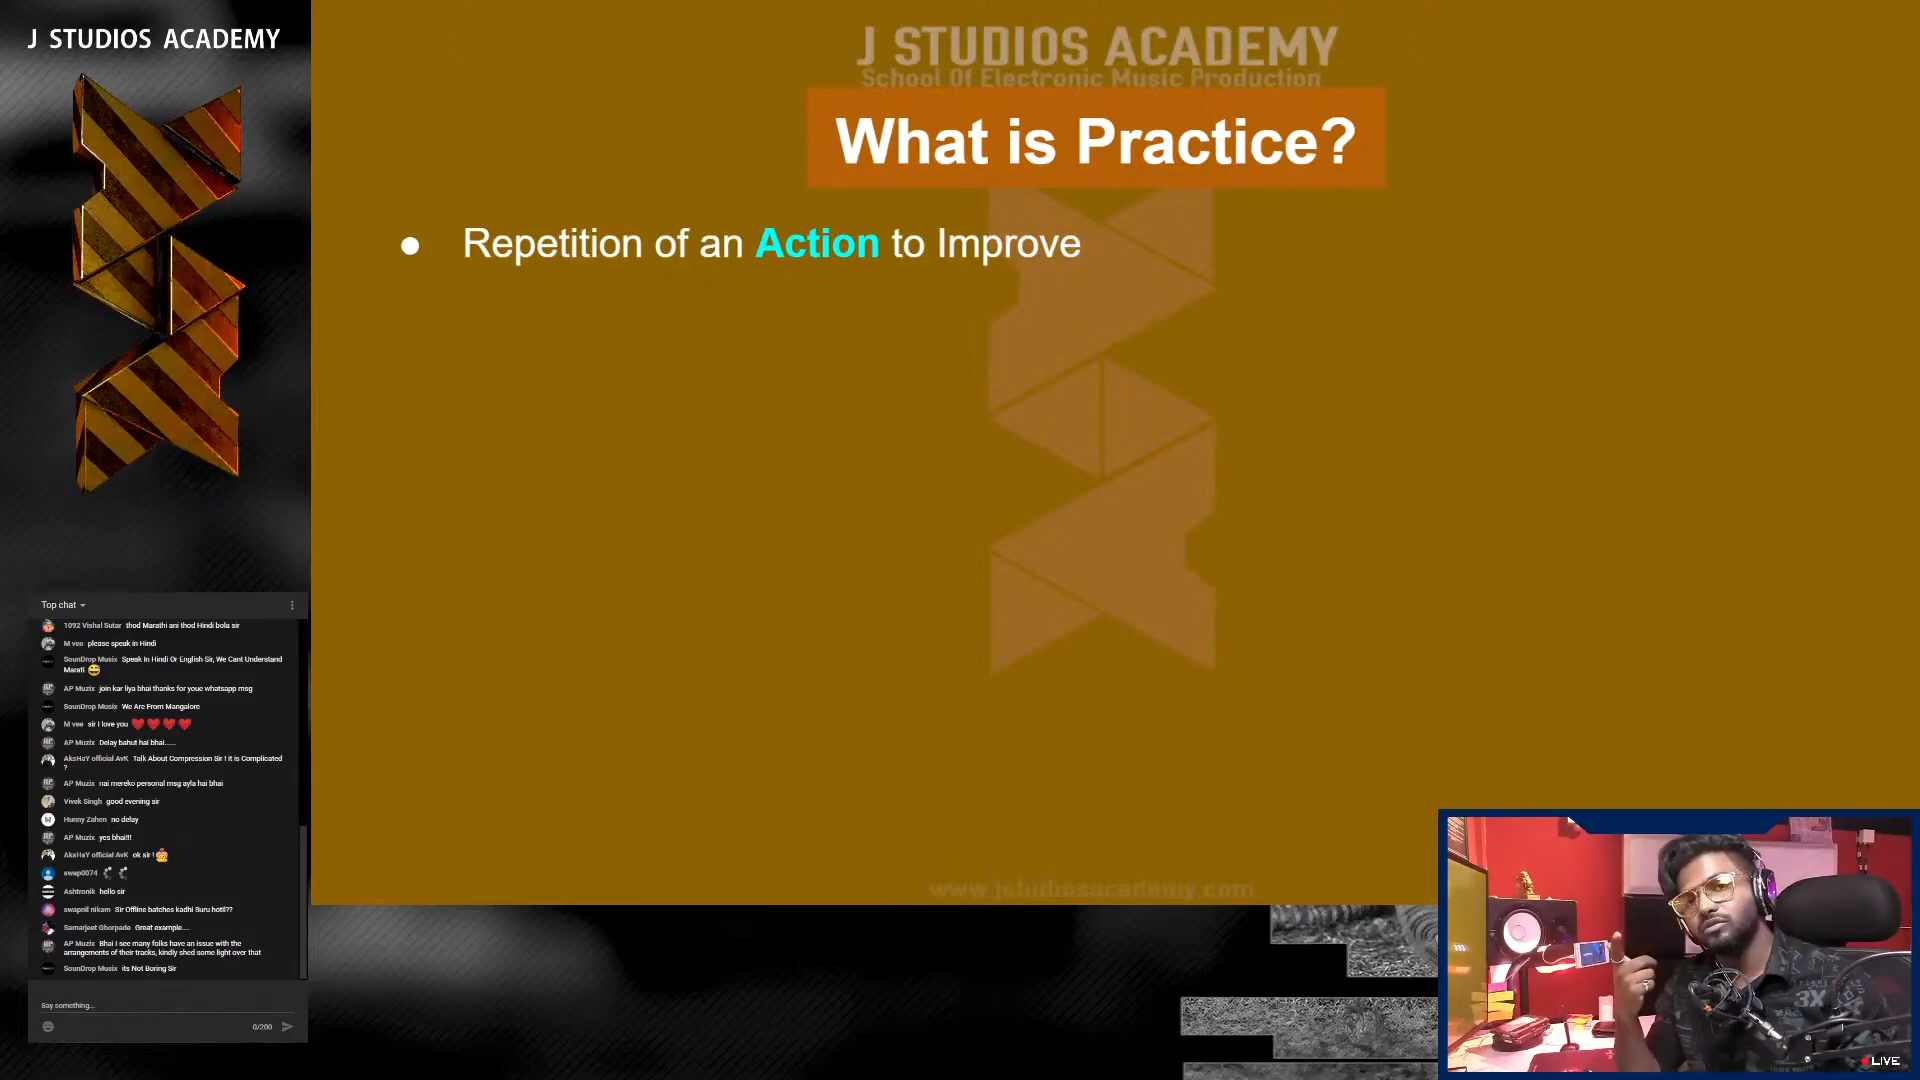 J STUDIOS ACADEMY
J STUDIOS ACADEMY
School Of Electronic Music Production
What is Practice?
● Repetition of an Action to Improve
Top chat
1092 Vishal Sutar thod Marathi ani thod Hindi bola sir
M vee please speak in Hindi
SounDrop Musix Speak In Hindi Or English Sir, We Cant Understand
Marati
AP Muzix join kar liya bhai thanks for youe whatsapp msg
SounDrop Musix We Are From Mangalore
M vee sir I love you
AP Muzix Delay bahut hai bhai.....
AksHaY official AvK Talk About Compression Sir ! it is Complicated
?
AP Muzix nai mereko personal msg ayla hai bhai
Vivek Singh good evening sir
Hunny Zahen no delay
AP Muzix yes bhai!!!
AksHaY official AvK ok sir !
swap0074
Ashtronik hello sir
swapnil nikam Sir Offline batches kadhi Suru hotil??
Samarjeet Ghorpade Great example....
AP Muzix Bhai I see many folks have an issue with the
arrangements of their tracks, kindly shed some light over that
SounDrop Musix its Not Boring Sir
Say something...
0/200
www.jstudiosacademy.com
3X
LIVE